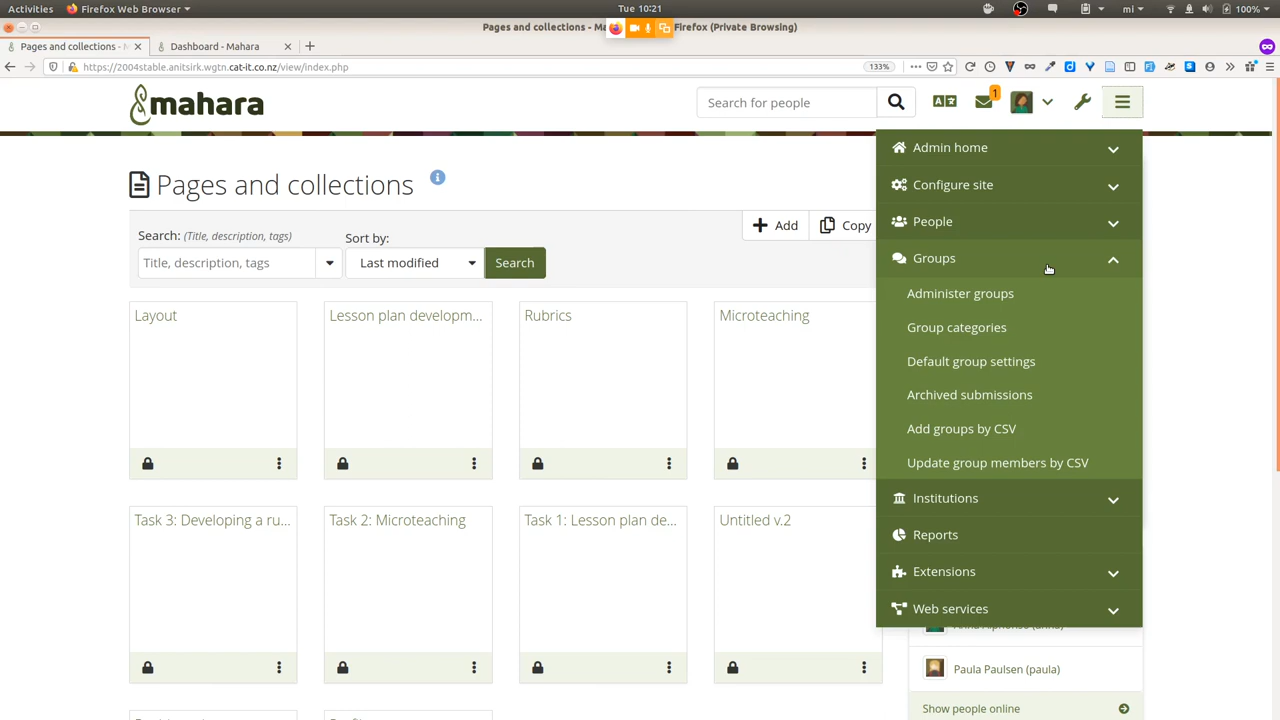 Activities
Firefox Web Browser
Tue 10:21
mi
100%
Pages and collections - Ma
Firefox (Private Browsing)
Pages and collections -
Dashboard - Mahara
https://2004stable.anitsirk.wgtn.cat-it.co.nz/view/index.php
133%
mahara
Search for people
1
Pages and collections
Search: (Title, description, tags)
Title, description, tags
Sort by:
Last modified
Search
Add
Copy
Layout
Lesson plan developm...
Rubrics
Microteaching
Task 3: Developing a ru...
Task 2: Microteaching
Task 1: Lesson plan de...
Untitled v.2
Admin home
Configure site
People
Groups
Administer groups
Group categories
Default group settings
Archived submissions
Add groups by CSV
Update group members by CSV
Institutions
Reports
Extensions
Web services
Paula Paulsen (paula)
Show people online